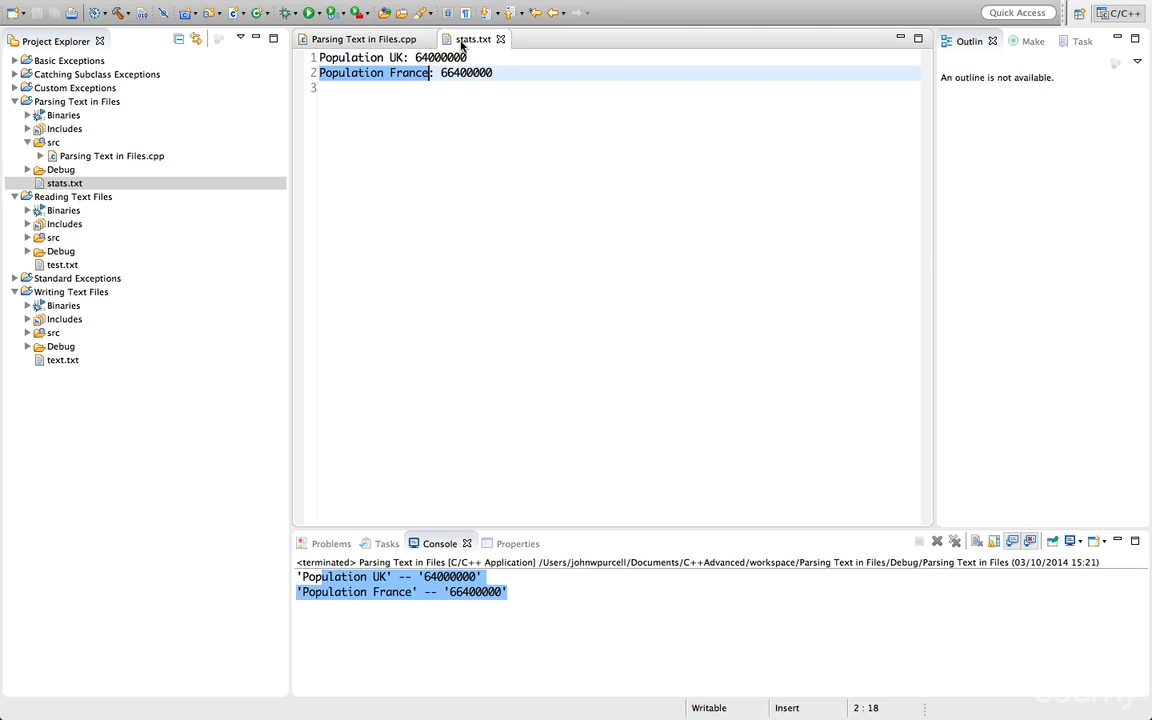 Quick Access
C/C++
Project Explorer
Basic Exceptions
Catching Subclass Exceptions
Custom Exceptions
Parsing Text in Files
Binaries
Includes
src
Parsing Text in Files.cpp
Debug
stats.txt
Reading Text Files
Binaries
Includes
src
Debug
test.txt
Standard Exceptions
Writing Text Files
Binaries
Includes
src
Debug
text.txt
Parsing Text in Files.cpp
stats.txt
1 Population UK: 64000000
2 Population France: 66400000
3
Outlin
Make
Task
An outline is not available.
Problems
Tasks
Console
Properties
<terminated> Parsing Text in Files [C/C++ Application] /Users/johnwpurcell/Documents/C++Advanced/workspace/Parsing Text in Files/Debug/Parsing Text in Files (03/10/2014 15:21)
'Population UK' -- '64000000'
'Population France' -- '66400000'
Writable
Insert
2 : 18